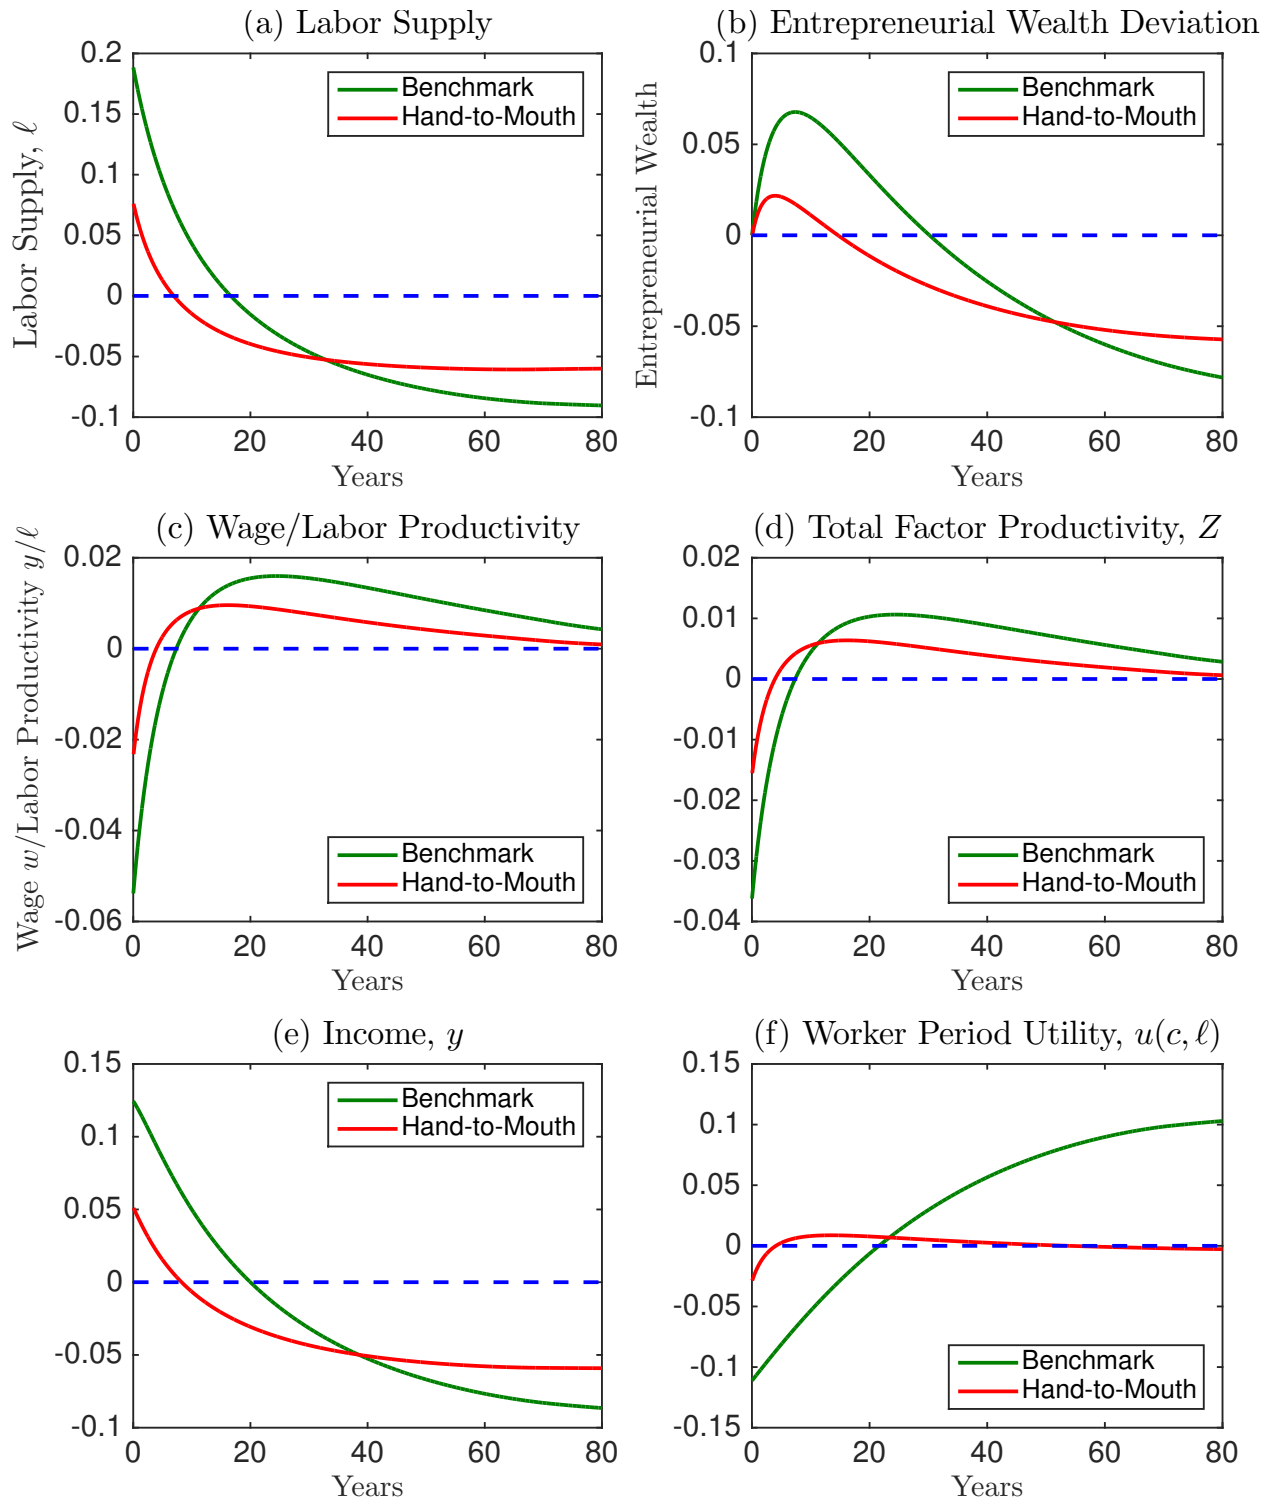 (a) Labor Supply
Labor Supply, ℓ
0.2
0.15
0.1
0.05
0
-0.05
-0.1
0 20 40 60 80
Years
Benchmark
Hand-to-Mouth
(b) Entrepreneurial Wealth Deviation
Entrepreneurial Wealth
0.1
0.05
0
-0.05
-0.1
0 20 40 60 80
Years
Benchmark
Hand-to-Mouth
(c) Wage/Labor Productivity
Wage w/Labor Productivity y/ℓ
0.02
0
-0.02
-0.04
-0.06
0 20 40 60 80
Years
Benchmark
Hand-to-Mouth
(d) Total Factor Productivity, Z
0.02
0.01
0
-0.01
-0.02
-0.03
-0.04
0 20 40 60 80
Years
Benchmark
Hand-to-Mouth
(e) Income, y
0.15
0.1
0.05
0
-0.05
-0.1
0 20 40 60 80
Years
Benchmark
Hand-to-Mouth
(f) Worker Period Utility, u(c, ℓ)
0.15
0.1
0.05
0
-0.05
-0.1
-0.15
0 20 40 60 80
Years
Benchmark
Hand-to-Mouth